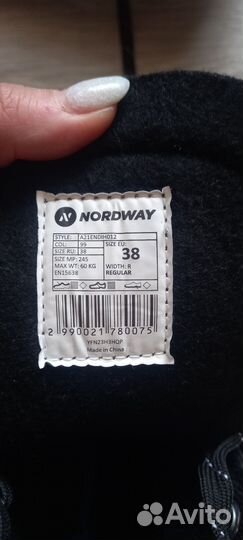 NORDWAY
STYLE: A21ENDIH012
COL: 99 SIZE EU:
SIZE RU: 38 38
SIZE MP: 245
MAX WT: 60 KG WIDTH: R
EN15638 REGULAR
2 990021 780075
YFN23H3HQP
Made in China
Avito